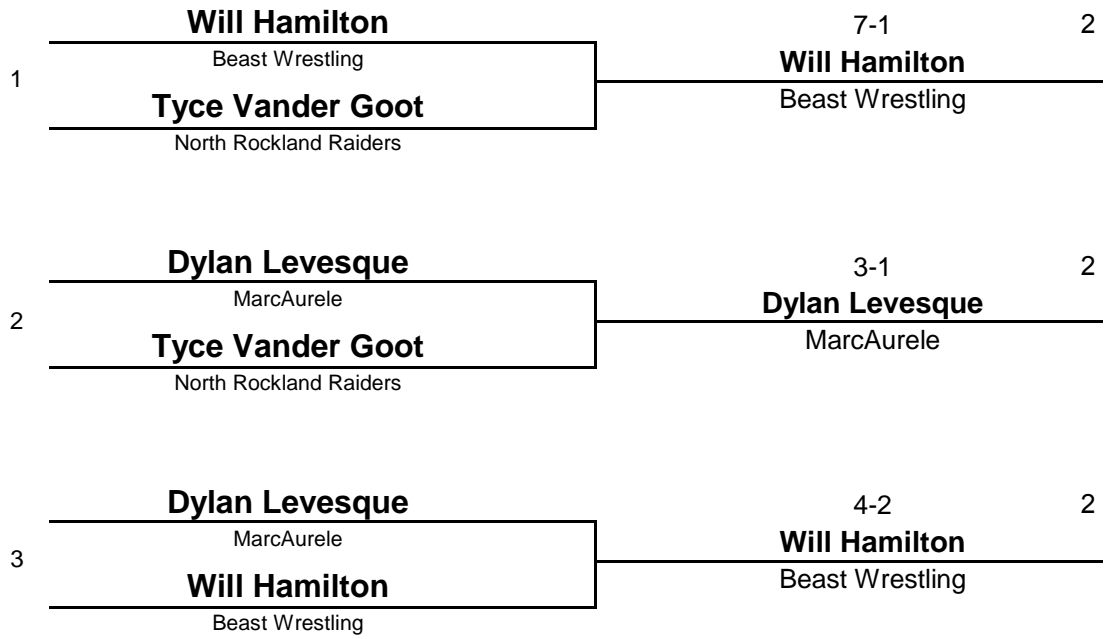 Will Hamilton
7-1 2
Beast Wrestling
Will Hamilton
1
Tyce Vander Goot
Beast Wrestling
North Rockland Raiders
Dylan Levesque
3-1 2
MarcAurele
Dylan Levesque
2
Tyce Vander Goot
MarcAurele
North Rockland Raiders
Dylan Levesque
4-2 2
MarcAurele
Will Hamilton
3
Will Hamilton
Beast Wrestling
Beast Wrestling